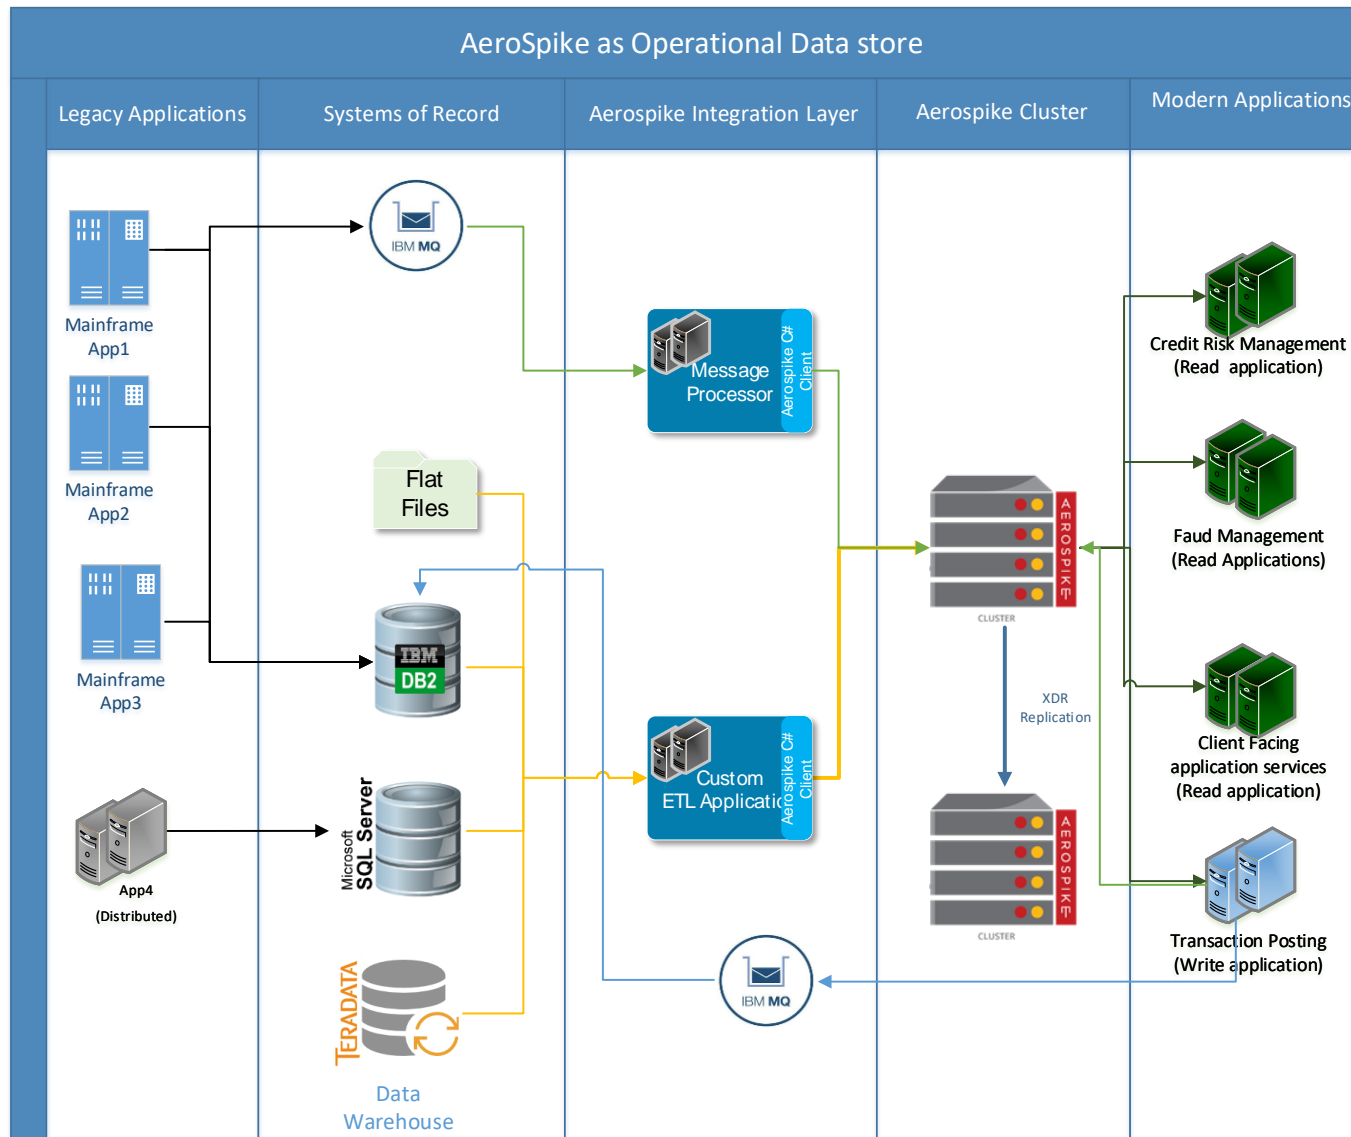 AeroSpike as Operational Data store
Legacy Applications
Systems of Record
Aerospike Integration Layer
Aerospike Cluster
Modern Applications
Mainframe
App1
Mainframe
App2
Mainframe
App3
App4
(Distributed)
IBM MQ
Flat
Files
IBM
DB2
Microsoft
SQL Server
TERADATA
Data
Warehouse
Message
Processor
Aerospike C#
Client
Custom
ETL Applicatic
Aerospike C#
Client
IBM MQ
AEROSPIKE
CLUSTER
XDR
Replication
AEROSPIKE
CLUSTER
Credit Risk Management
(Read application)
Faud Management
(Read Applications)
Client Facing
application services
(Read application)
Transaction Posting
(Write application)